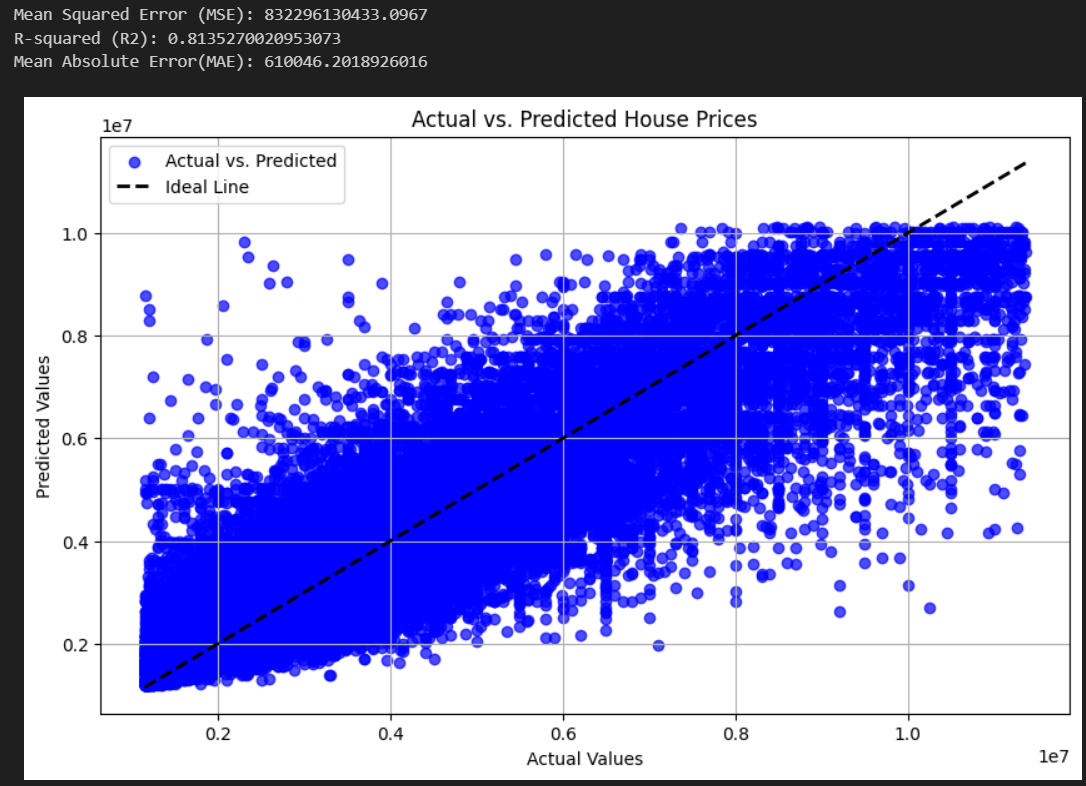 Mean Squared Error (MSE): 832296130433.0967
R-squared (R2): 0.8135270020953073
Mean Absolute Error(MAE): 610046.2018926016
Actual vs. Predicted House Prices
1e7
Actual vs. Predicted
Ideal Line
1.0
0.8
0.6
0.4
0.2
Predicted Values
0.2 0.4 0.6 0.8 1.0
1e7
Actual Values